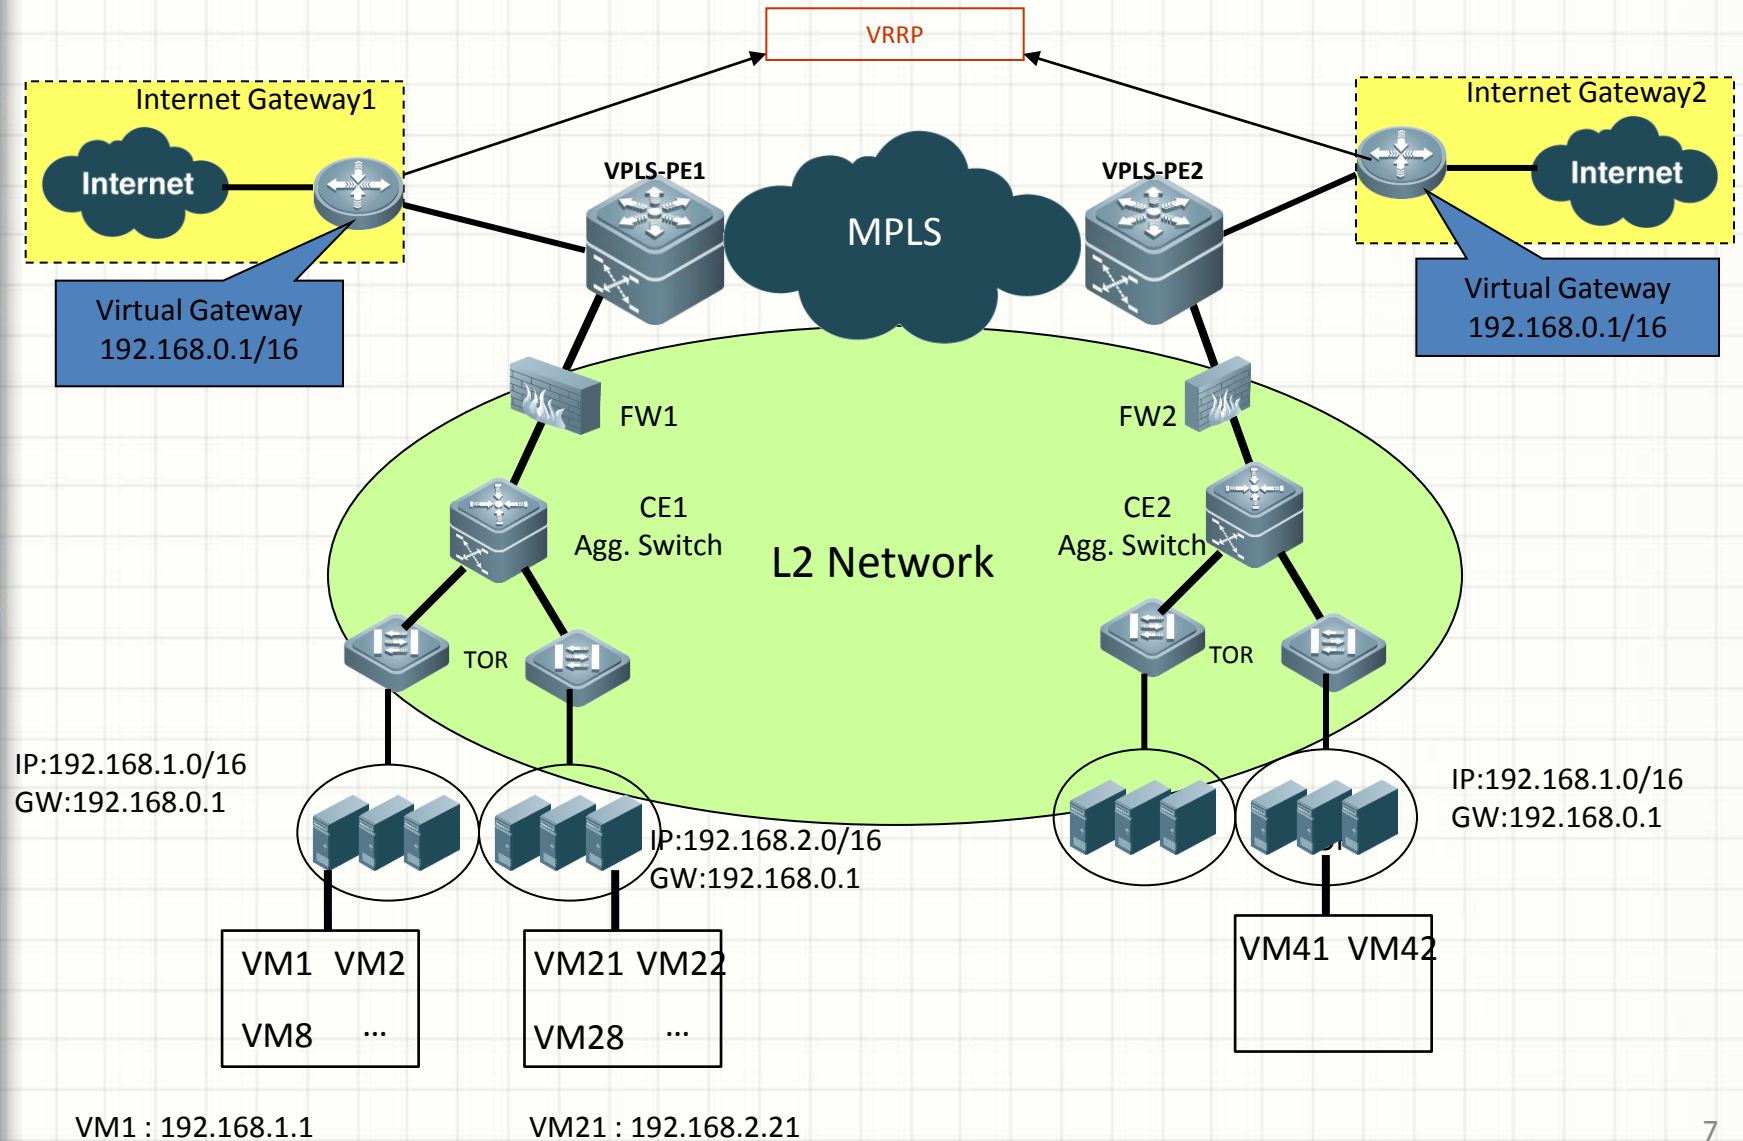 VRRP
Internet Gateway1
Internet Gateway2
Internet
VPLS-PE1
VPLS-PE2
Internet
MPLS
Virtual Gateway
192.168.0.1/16
Virtual Gateway
192.168.0.1/16
FW1
FW2
CE1
Agg. Switch
L2 Network
CE2
Agg. Switch
TOR
TOR
IP:192.168.1.0/16
GW:192.168.0.1
IP:192.168.2.0/16
GW:192.168.0.1
IP:192.168.1.0/16
GW:192.168.0.1
VM1 VM2
VM8 ...
VM21 VM22
VM28 ...
VM41 VM42
VM1 : 192.168.1.1
VM21 : 192.168.2.21
7